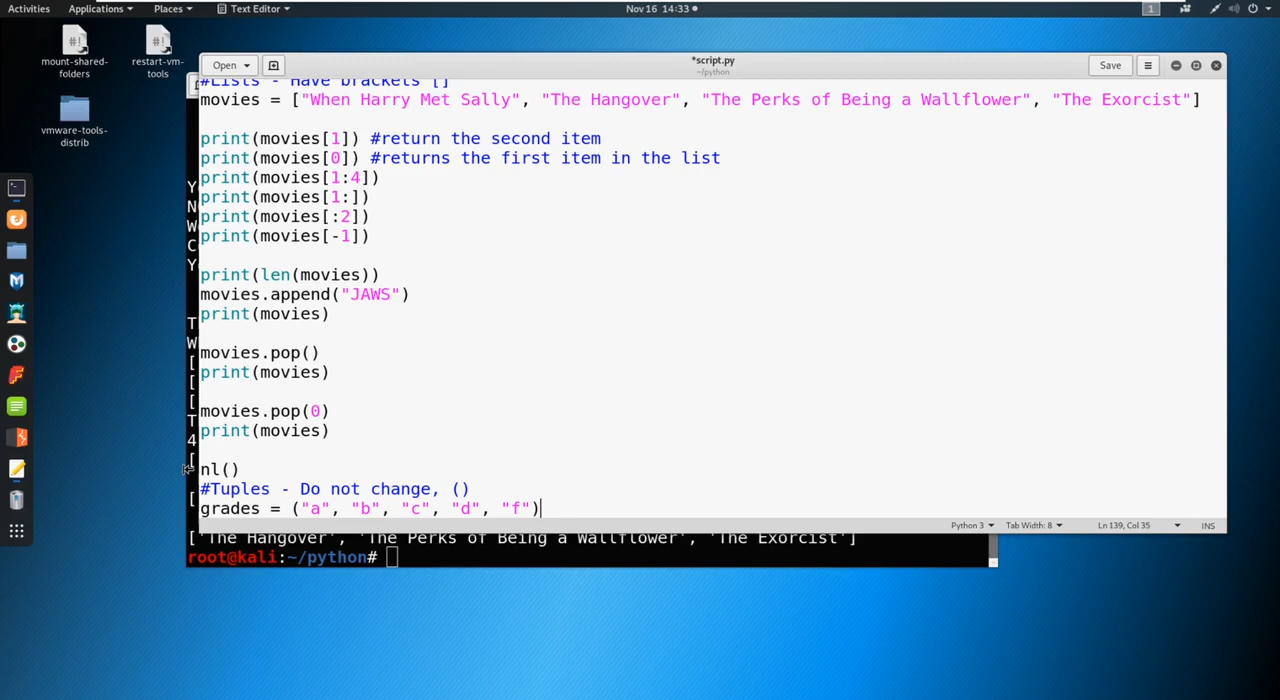 Activities Applications Places Text Editor Nov 16 14:33 1
mount-shared-folders
restart-vm-tools
vmware-tools-distrib
Open *script.py Save
~/python
#Lists - Have brackets []
movies = ["When Harry Met Sally", "The Hangover", "The Perks of Being a Wallflower", "The Exorcist"]
print(movies[1]) #return the second item
print(movies[0]) #returns the first item in the list
print(movies[1:4])
print(movies[1:])
print(movies[:2])
print(movies[-1])
print(len(movies))
movies.append("JAWS")
print(movies)
movies.pop()
print(movies)
movies.pop(0)
print(movies)
nl()
#Tuples - Do not change, ()
grades = ("a", "b", "c", "d", "f")
Python 3 Tab Width: 8 Ln 139, Col 35 INS
Y
N
W
C
Y
T
W
[
[
[
T
4
[
[
['The Hangover', 'The Perks of Being a Wallflower', 'The Exorcist']
root@kali:~/python#